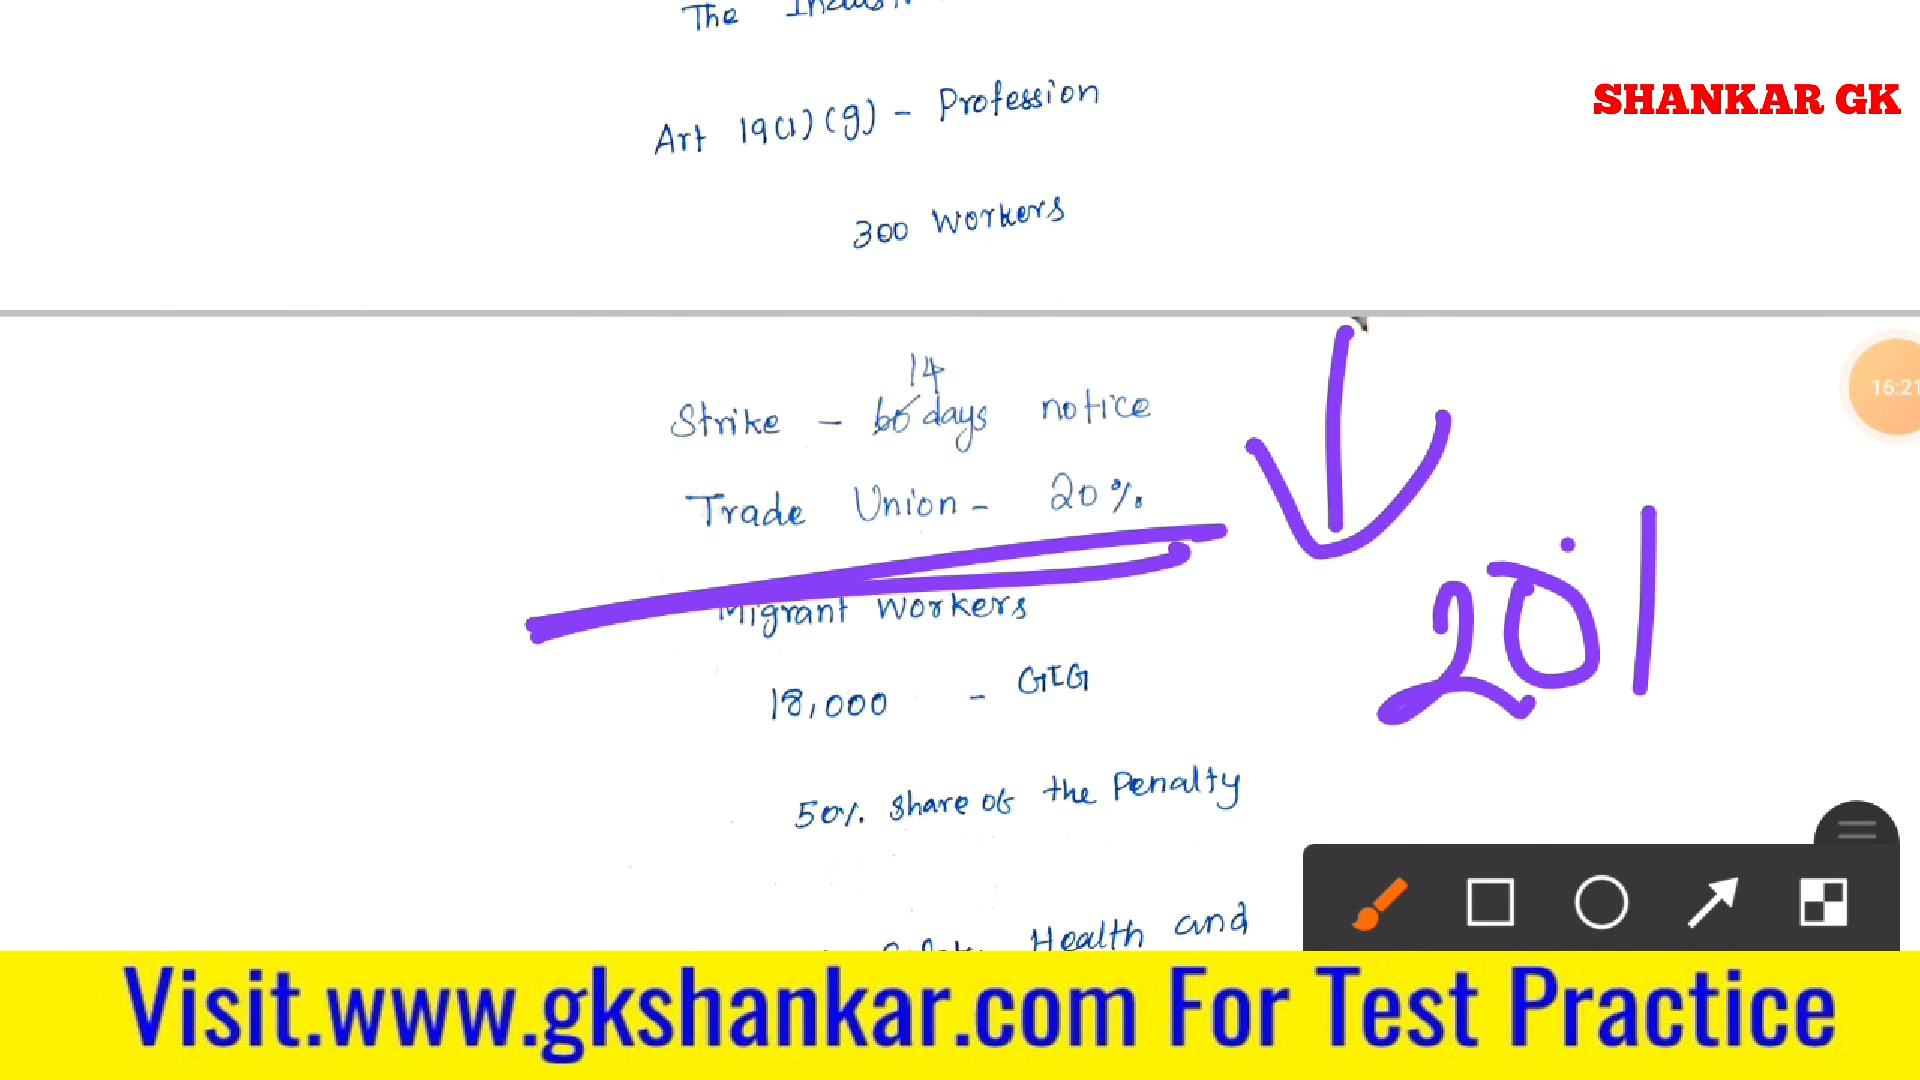 The
SHANKAR GK
Art 19(1)(g) - Profession
300 Workers
14
Strike - 60 days notice
16:21
Trade Union - 20%
20%
Migrant Workers
18,000 - GIG
50% share of the Penalty
Health and
Visit.www.gkshankar.com For Test Practice